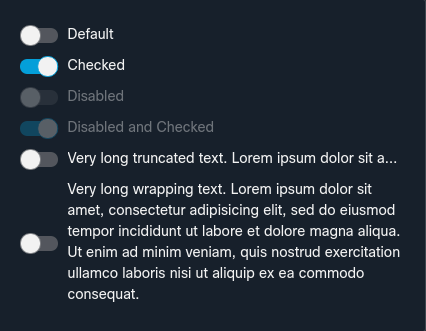 Default
Checked
Disabled
Disabled and Checked
Very long truncated text. Lorem ipsum dolor sit a...
Very long wrapping text. Lorem ipsum dolor sit
amet, consectetur adipisicing elit, sed do eiusmod
tempor incididunt ut labore et dolore magna aliqua.
Ut enim ad minim veniam, quis nostrud exercitation
ullamco laboris nisi ut aliquip ex ea commodo
consequat.